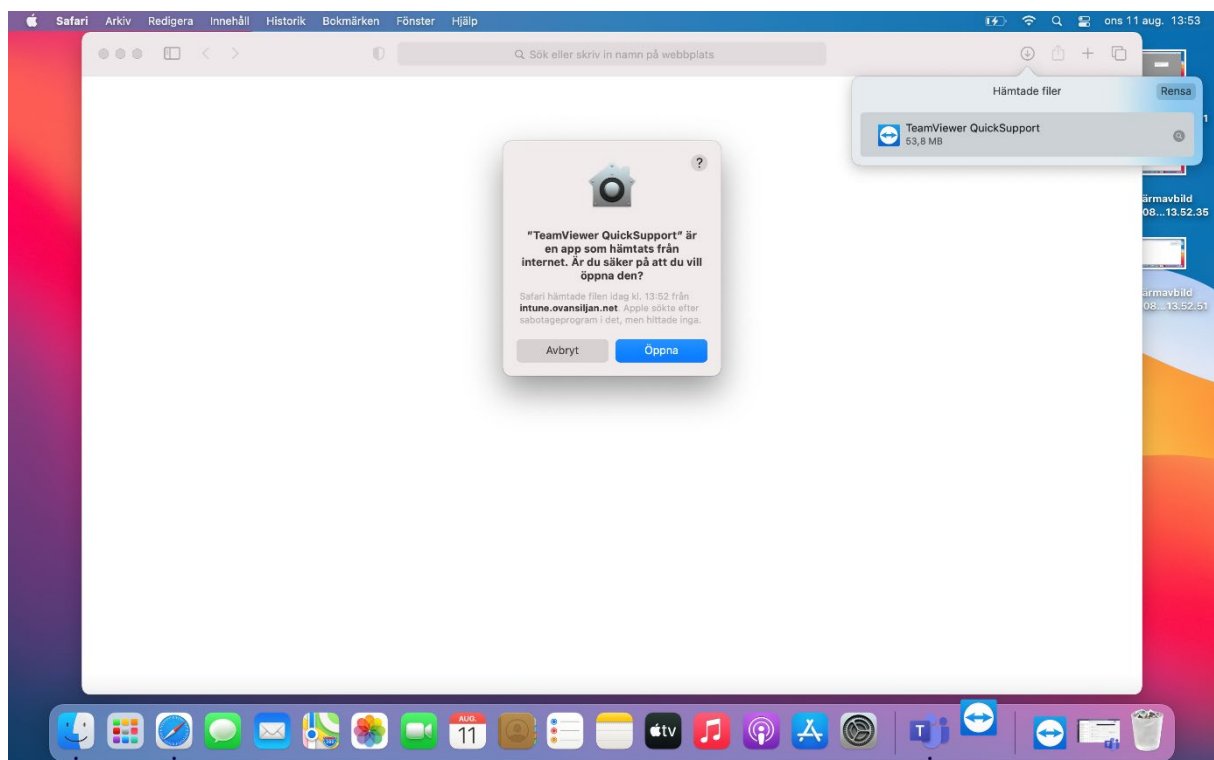 Safari Arkiv Redigera Innehåll Historik Bokmärken Fönster Hjälp ons 11 aug. 13:53
Sök eller skriv in namn på webbplats
Hämtade filer Rensa
TeamViewer QuickSupport
53,8 MB
?
"TeamViewer QuickSupport" är
en app som hämtats från
internet. Är du säker på att du vill
öppna den?
Safari hämtade filen idag kl. 13:52 från
intune.ovansiljan.net. Apple sökte efter
sabotageprogram i det, men hittade inga.
Avbryt Öppna
1
ärmavbild
08...13.52.35
ärmavbild
08...13.52.51
AUG.
11
tv
T